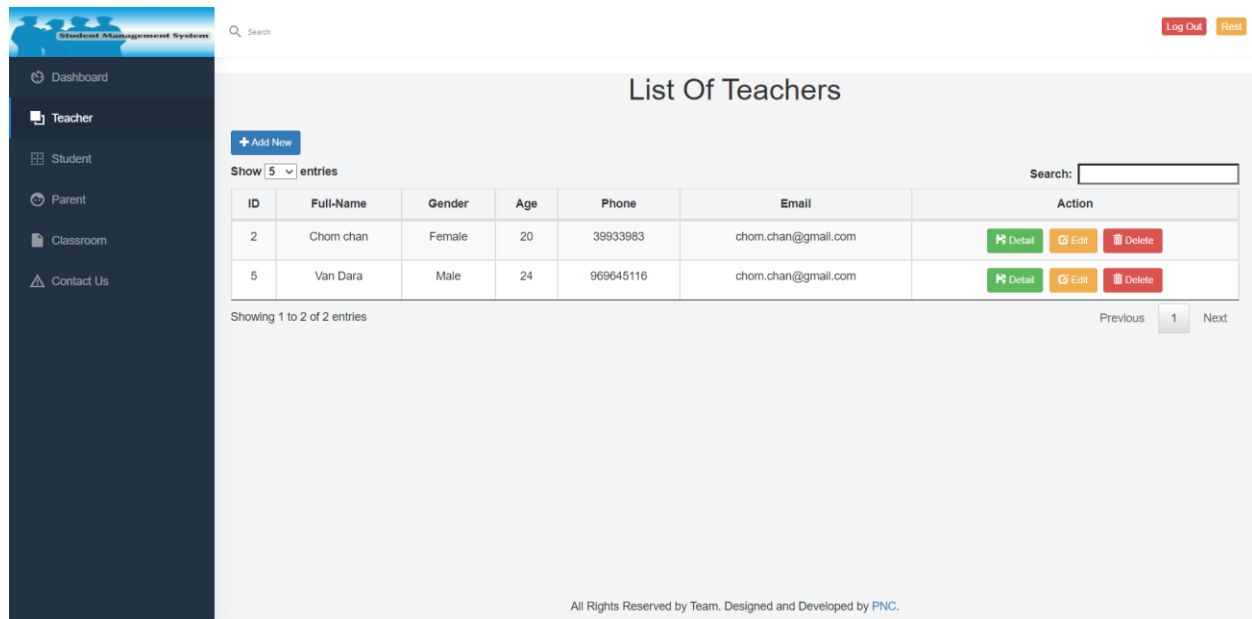 Student Management System
Search
Log Out Rest
Dashboard
Teacher
Student
Parent
Classroom
Contact Us
List Of Teachers
Add New
Show 5 entries
Search:
ID Full-Name Gender Age Phone Email Action
2 Chom chan Female 20 39933983 chom.chan@gmail.com Detail Edit Delete
5 Van Dara Male 24 969645116 chom.chan@gmail.com Detail Edit Delete
Showing 1 to 2 of 2 entries
Previous 1 Next
All Rights Reserved by Team. Designed and Developed by PNC.